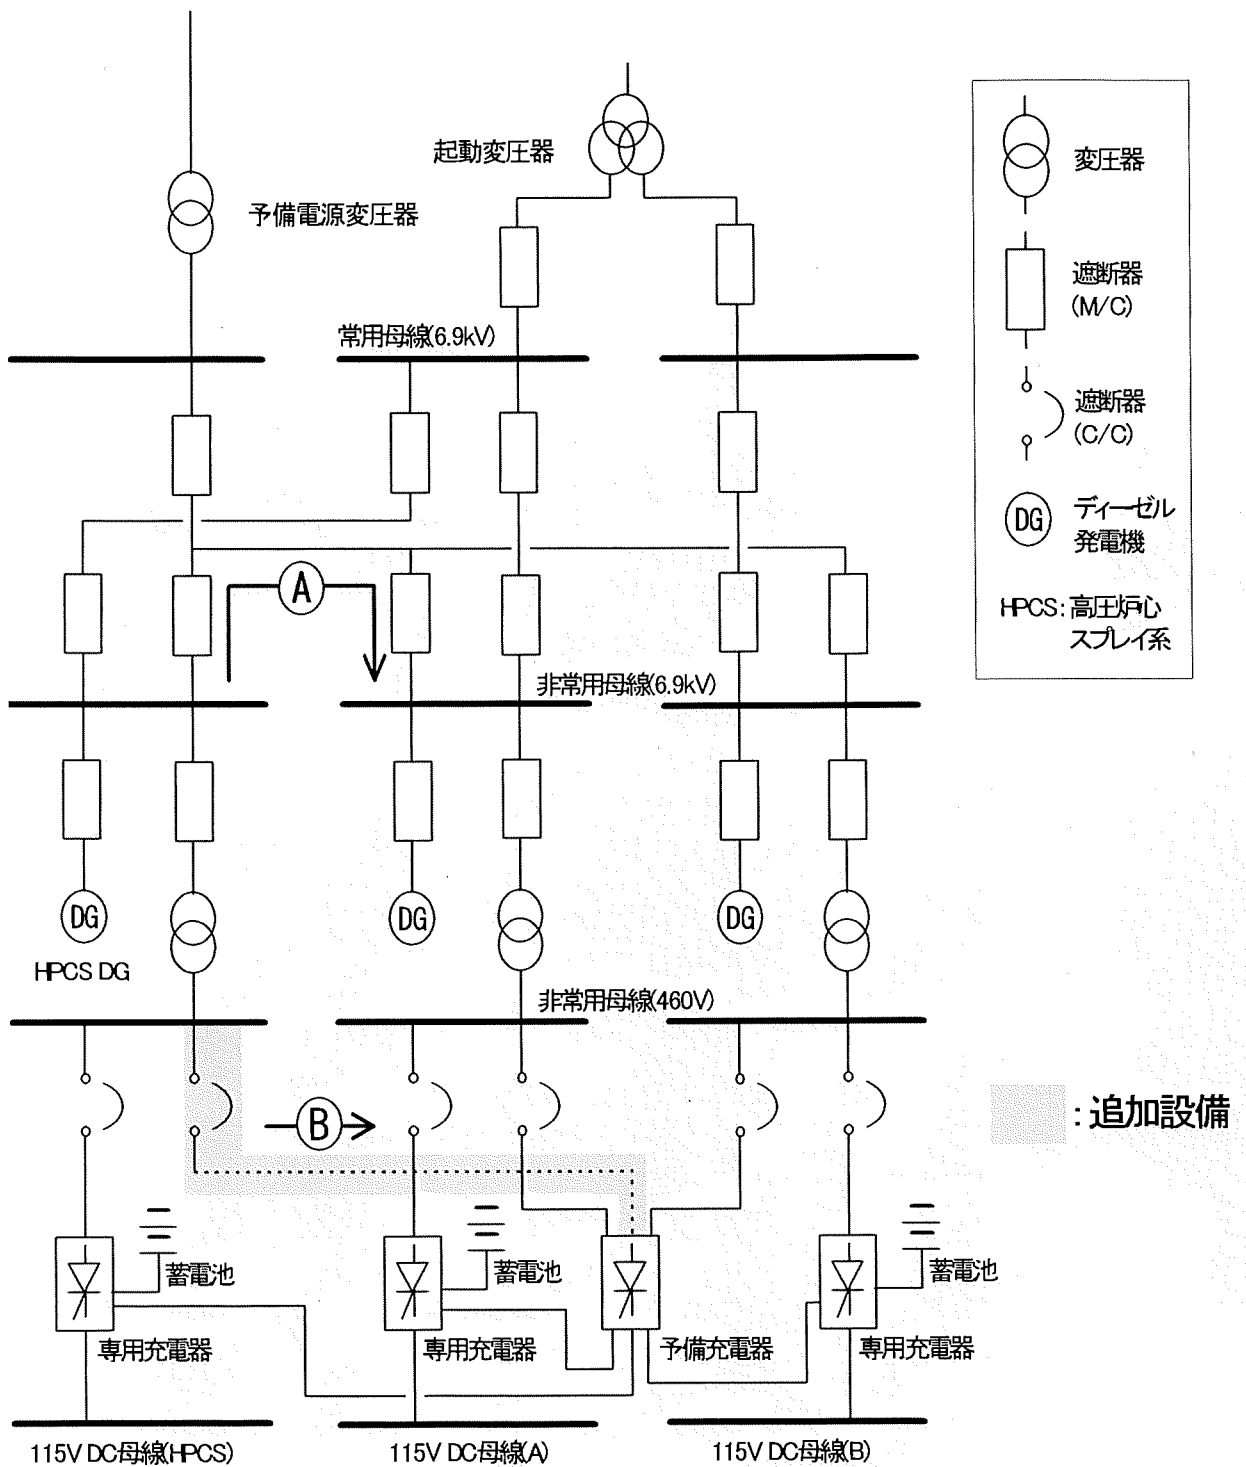 起動変圧器
予備電源変圧器
常用母線(6.9kV)
A
非常用母線(6.9kV)
DG
DG
DG
HPCS DG
非常用母線(460V)
B
蓄電池
蓄電池
蓄電池
専用充電器
専用充電器
予備充電器
専用充電器
115V DC母線(HPCS)
115V DC母線(A)
115V DC母線(B)
変圧器
遮断器
(M/C)
遮断器
(C/C)
DG
ディーゼル
発電機
HPCS:高圧炉心
スプレイ系
:追加設備